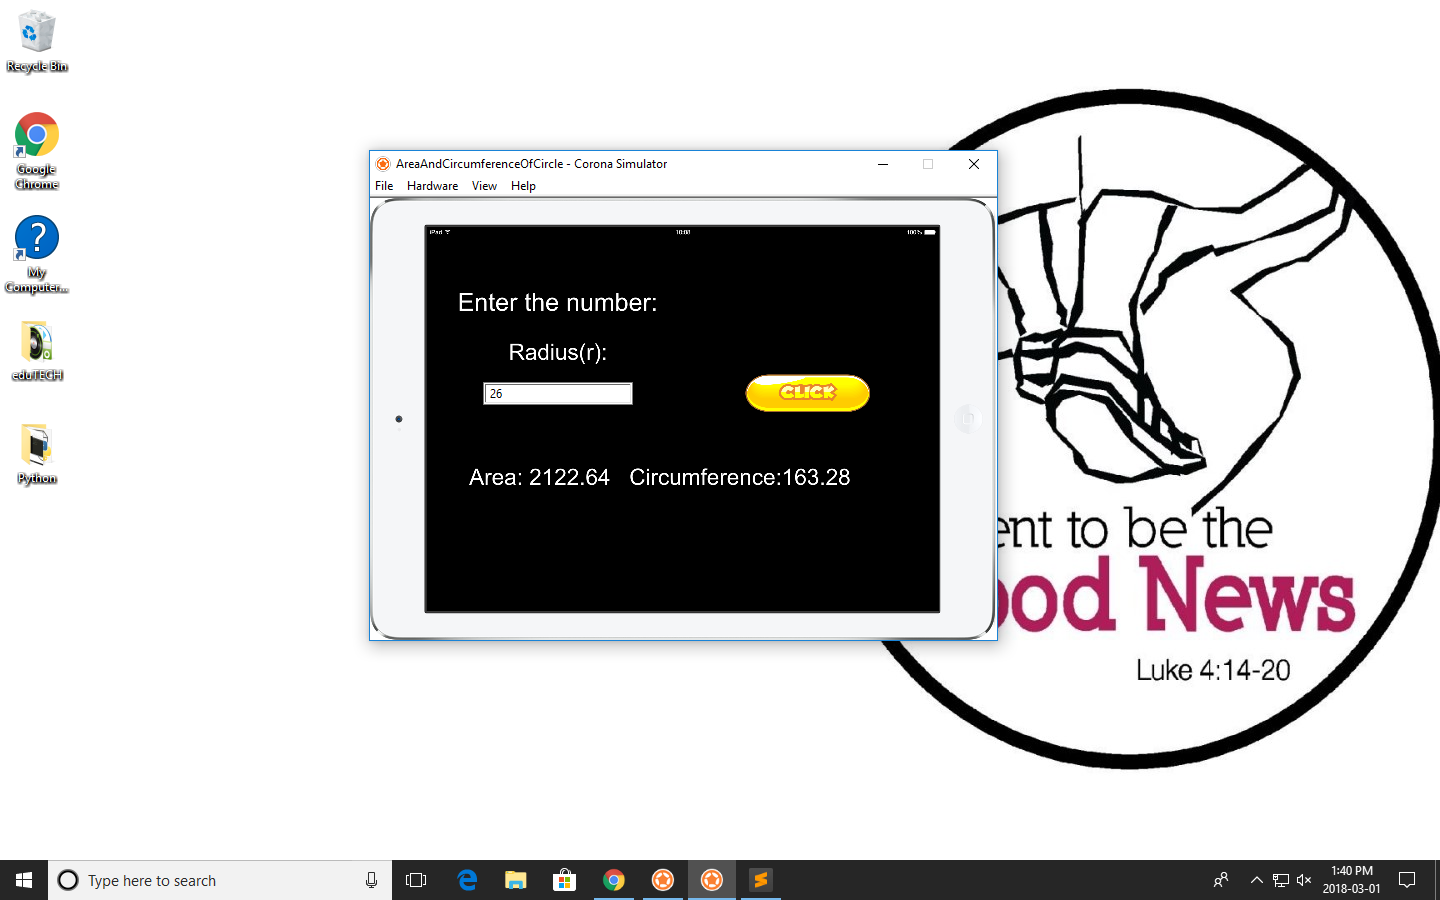 Recycle Bin
Google
Chrome
My
Computer...
eduTECH
Python
AreaAndCircumferenceOfCircle - Corona Simulator
File Hardware View Help
iPad 10:08 100%
Enter the number:
Radius(r):
26
CLICK
Area: 2122.64 Circumference:163.28
ent to be the
ood News
Luke 4:14-20
Type here to search
1:40 PM
2018-03-01